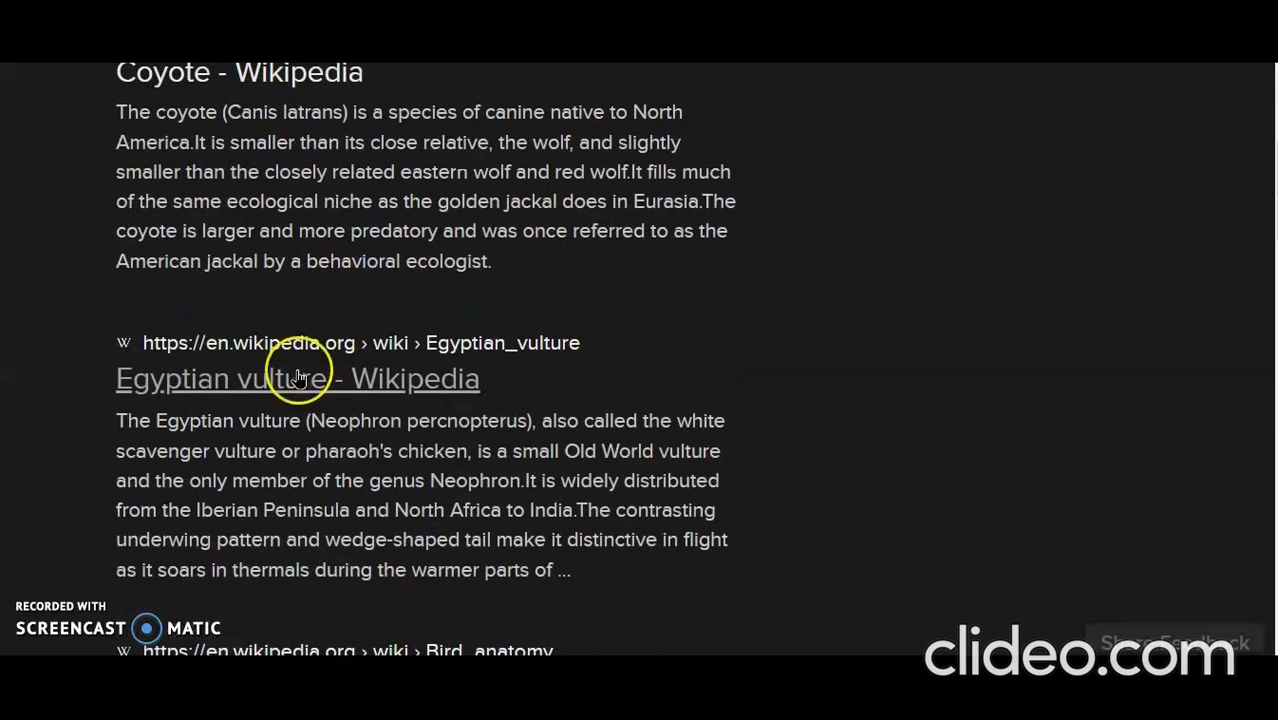 Coyote - Wikipedia
The coyote (Canis latrans) is a species of canine native to North
America.It is smaller than its close relative, the wolf, and slightly
smaller than the closely related eastern wolf and red wolf.It fills much
of the same ecological niche as the golden jackal does in Eurasia.The
coyote is larger and more predatory and was once referred to as the
American jackal by a behavioral ecologist.
W https://en.wikipedia.org › wiki › Egyptian_vulture
Egyptian vulture - Wikipedia
The Egyptian vulture (Neophron percnopterus), also called the white
scavenger vulture or pharaoh's chicken, is a small Old World vulture
and the only member of the genus Neophron.It is widely distributed
from the Iberian Peninsula and North Africa to India.The contrasting
underwing pattern and wedge-shaped tail make it distinctive in flight
as it soars in thermals during the warmer parts of ...
RECORDED WITH
SCREENCAST MATIC
W https://en.wikipedia.org › wiki › Bird_anatomy
Share Feedback
clideo.com